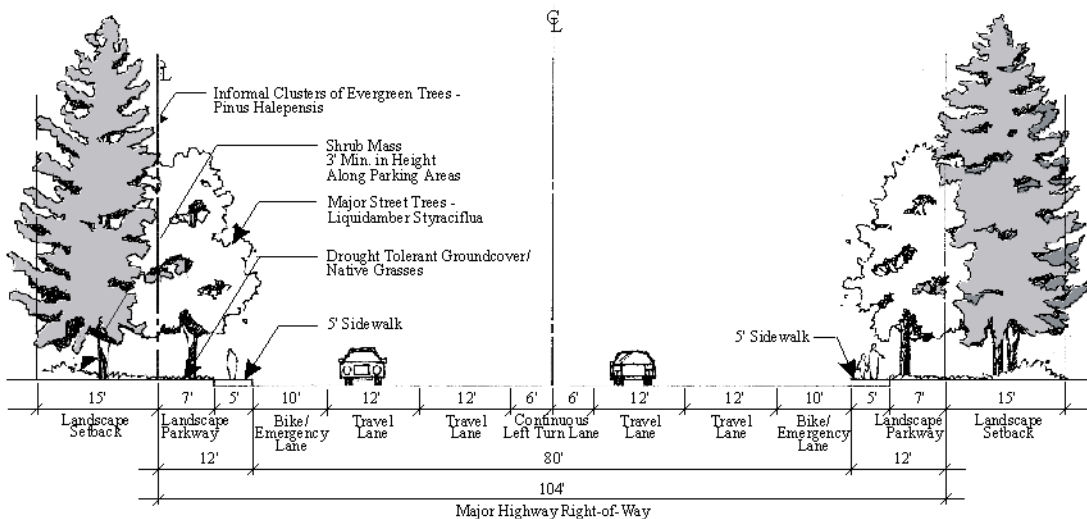 CL
PL
Informal Clusters of Evergreen Trees -
Pinus Halepensis
Shrub Mass
3' Min. in Height
Along Parking Areas
Major Street Trees -
Liquidamber Styraciflua
Drought Tolerant Groundcover/
Native Grasses
5' Sidewalk
5' Sidewalk
15' 7' 5' 10' 12' 12' 6' 6' 12' 12' 10' 5' 7' 15'
Landscape
Setback
Landscape
Parkway
Bike/
Emergency
Lane
Travel
Lane
Travel
Lane
Continuous
Left Turn Lane
Travel
Lane
Travel
Lane
Bike/
Emergency
Lane
Landscape
Parkway
Landscape
Setback
12' 80' 12'
104'
Major Highway Right-of-Way